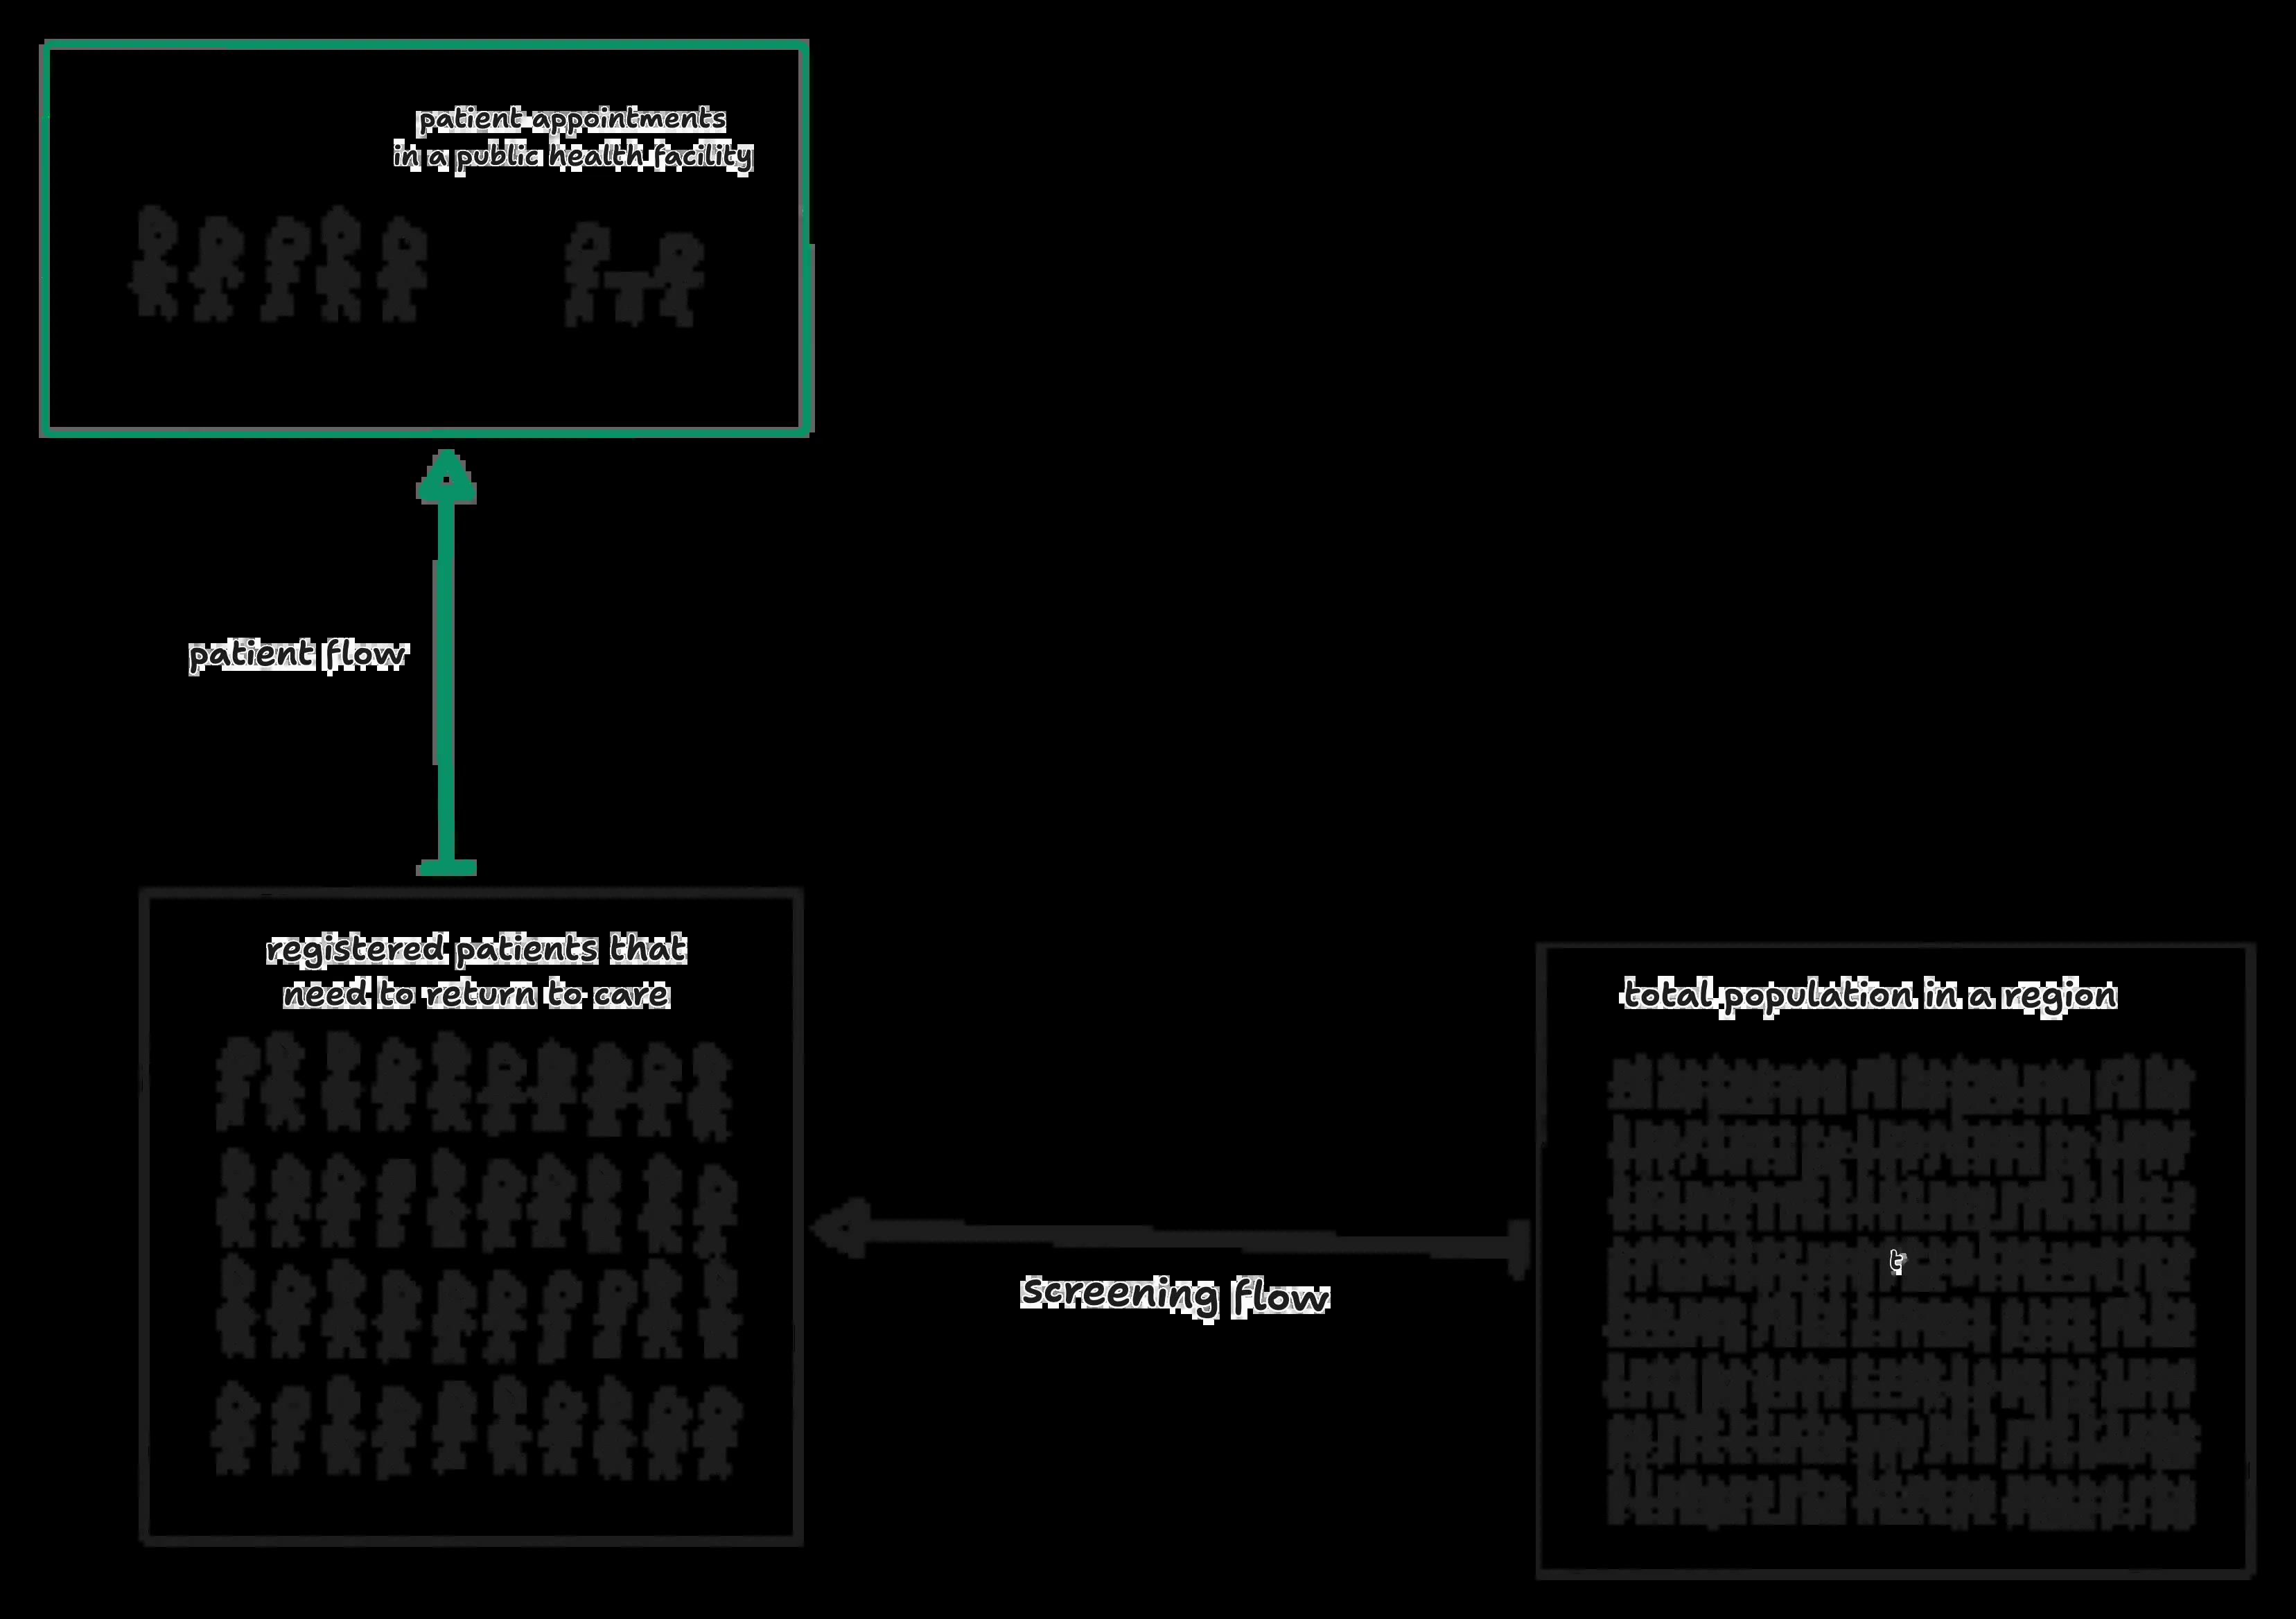 patient appointments
in a public health facility
patient flow
registered patients that
need to return to care
total population in a region
t
Screening flow